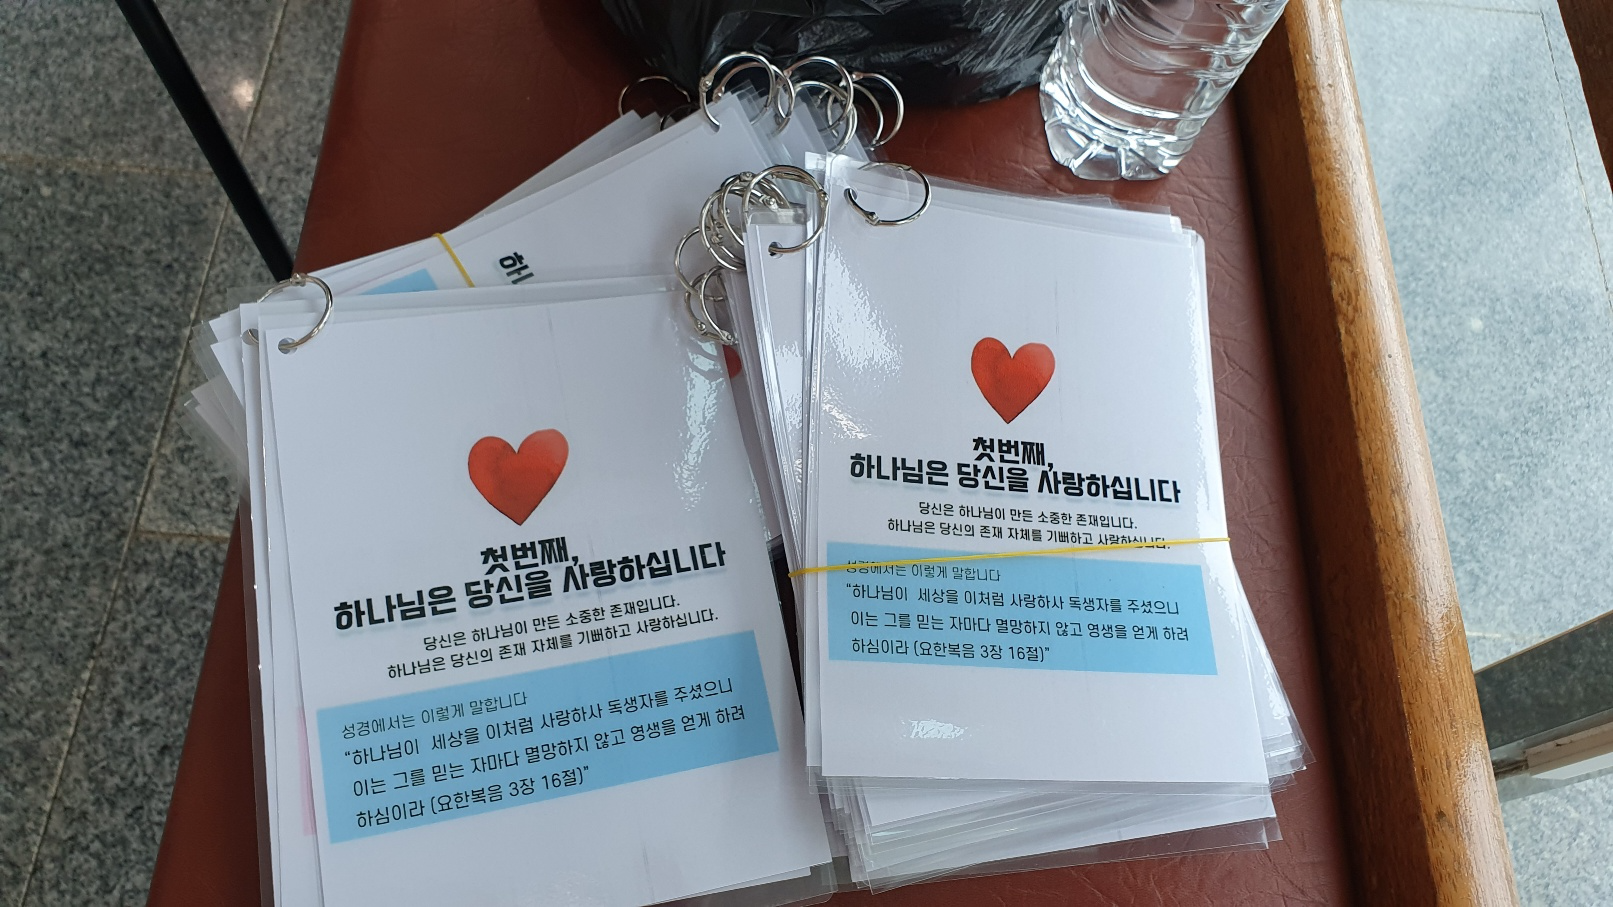 하
첫번째,
하나님은 당신을 사랑하십니다
당신은 하나님이 만든 소중한 존재입니다.
하나님은 당신의 존재 자체를 기뻐하고 사랑하십니다.
성경에서는 이렇게 말합니다
"하나님이 세상을 이처럼 사랑하사 독생자를 주셨으니
이는 그를 믿는 자마다 멸망하지 않고 영생을 얻게 하려
하심이라 (요한복음 3장 16절)"
첫번째,
하나님은 당신을 사랑하십니다
당신은 하나님이 만든 소중한 존재입니다.
하나님은 당신의 존재 자체를 기뻐하고 사랑하십니다.
성경에서는 이렇게 말합니다
"하나님이 세상을 이처럼 사랑하사 독생자를 주셨으니
이는 그를 믿는 자마다 멸망하지 않고 영생을 얻게 하려
하심이라 (요한복음 3장 16절)"